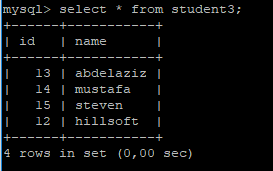 mysql> select * from student3;
+------+-----------+
| id   | name      |
+------+-----------+
|   13 | abdelaziz |
|   14 | mustafa   |
|   15 | steven    |
|   12 | hillsoft  |
+------+-----------+
4 rows in set (0,00 sec)